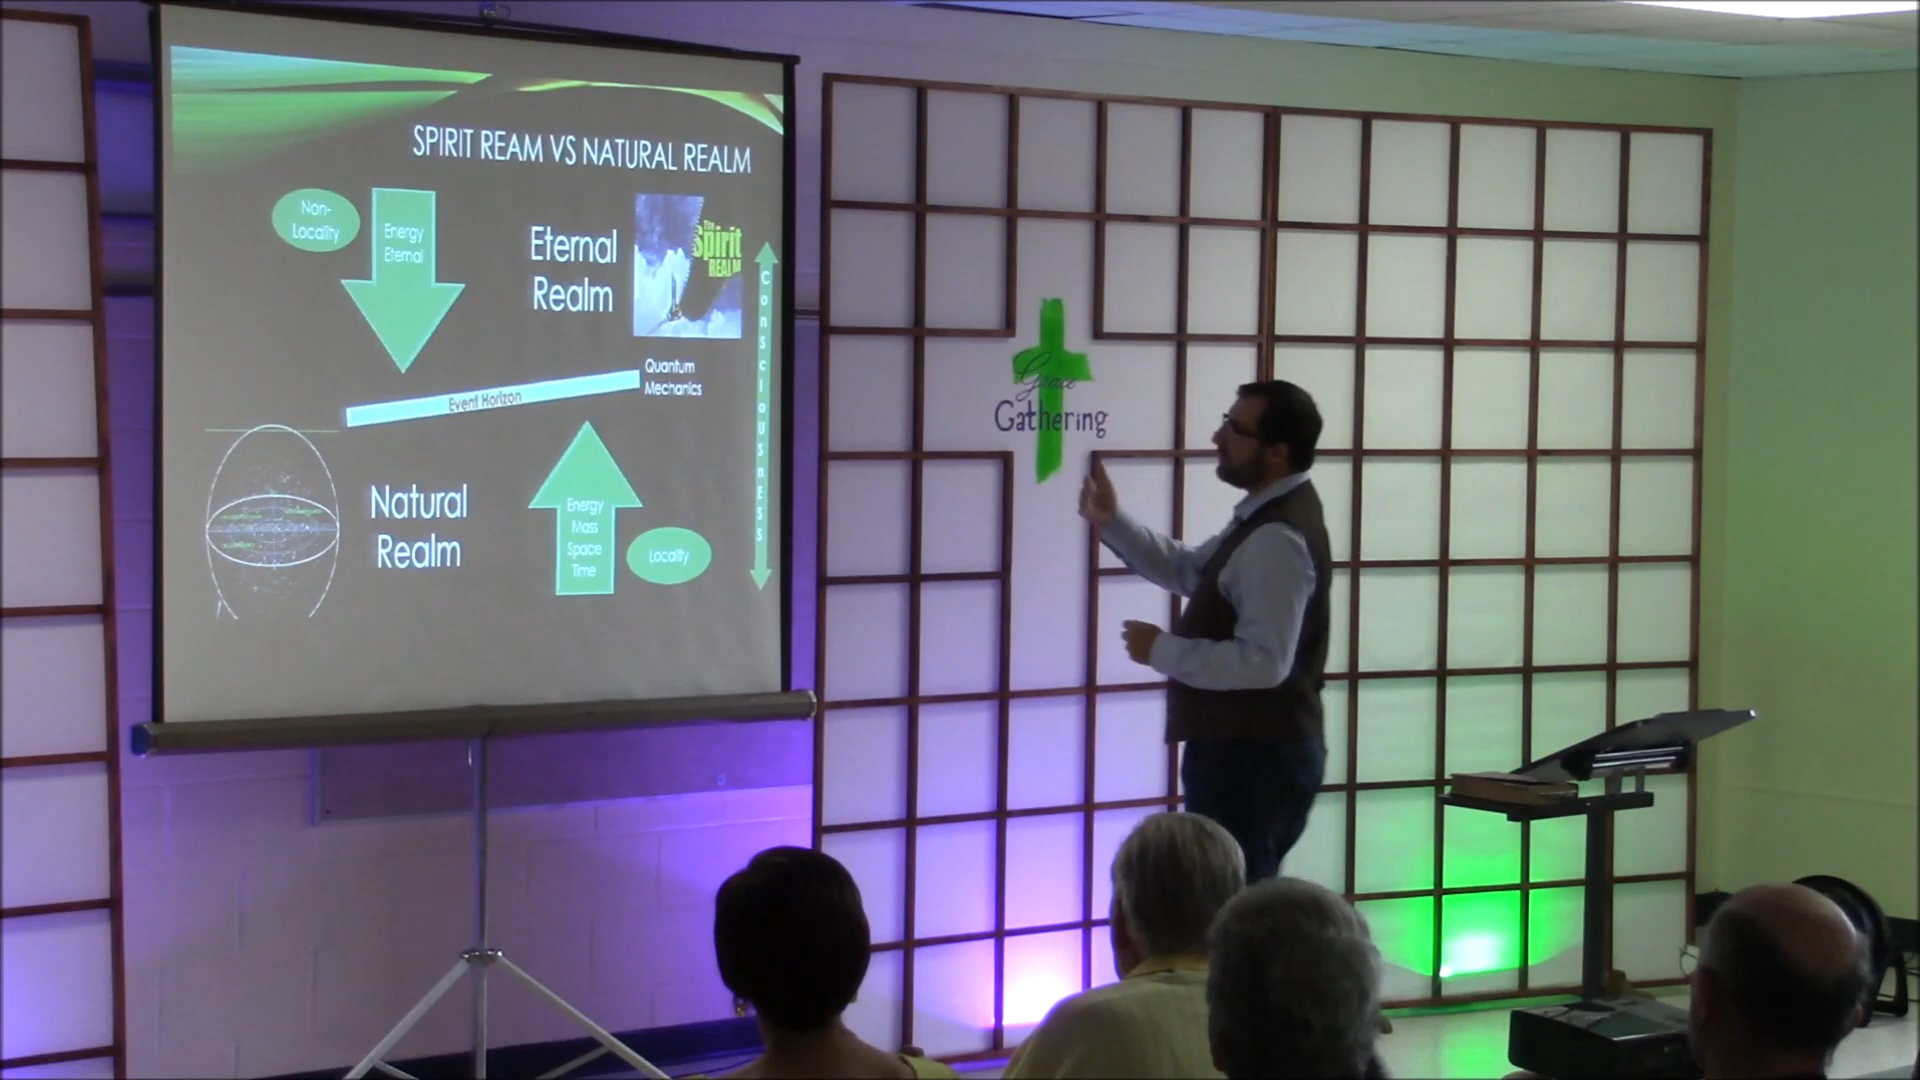 SPIRIT REAM VS NATURAL REALM
Non-
Locality
Energy
Eternal
Eternal
Realm
The
Spirit
REALM
Consciousness
Quantum
Mechanics
Event Horizon
Natural
Realm
Energy
Mass
Space
Time
Locality
Grace
Gathering